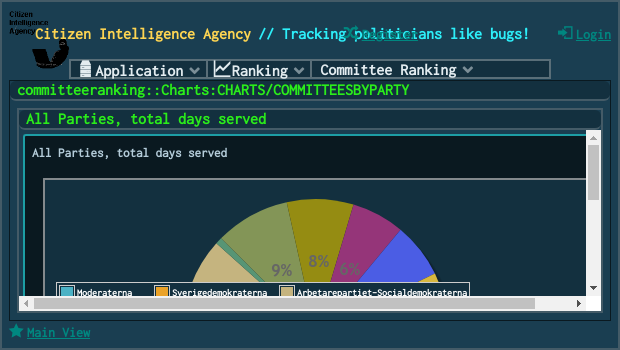 Citizen
Intelligence
Agency
Citizen Intelligence Agency // Tracking politicians like bugs!
Register
Login
Application
Ranking
Committee Ranking
committeeranking::Charts:CHARTS/COMMITTEESBYPARTY
All Parties, total days served
All Parties, total days served
9%
8%
6%
Moderaterna
Sverigedemokraterna
Arbetarepartiet-Socialdemokraterna
Main View